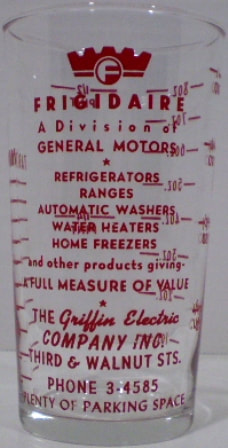 F
FRIGIDAIRE
A Division of
GENERAL MOTORS
★
REFRIGERATORS
RANGES
AUTOMATIC WASHERS
WATER HEATERS
HOME FREEZERS
and other products giving-
A FULL MEASURE OF VALUE
★
THE Griffin Electric
COMPANY INC.
THIRD & WALNUT STS.
PHONE 3-4585
PLENTY OF PARKING SPACE